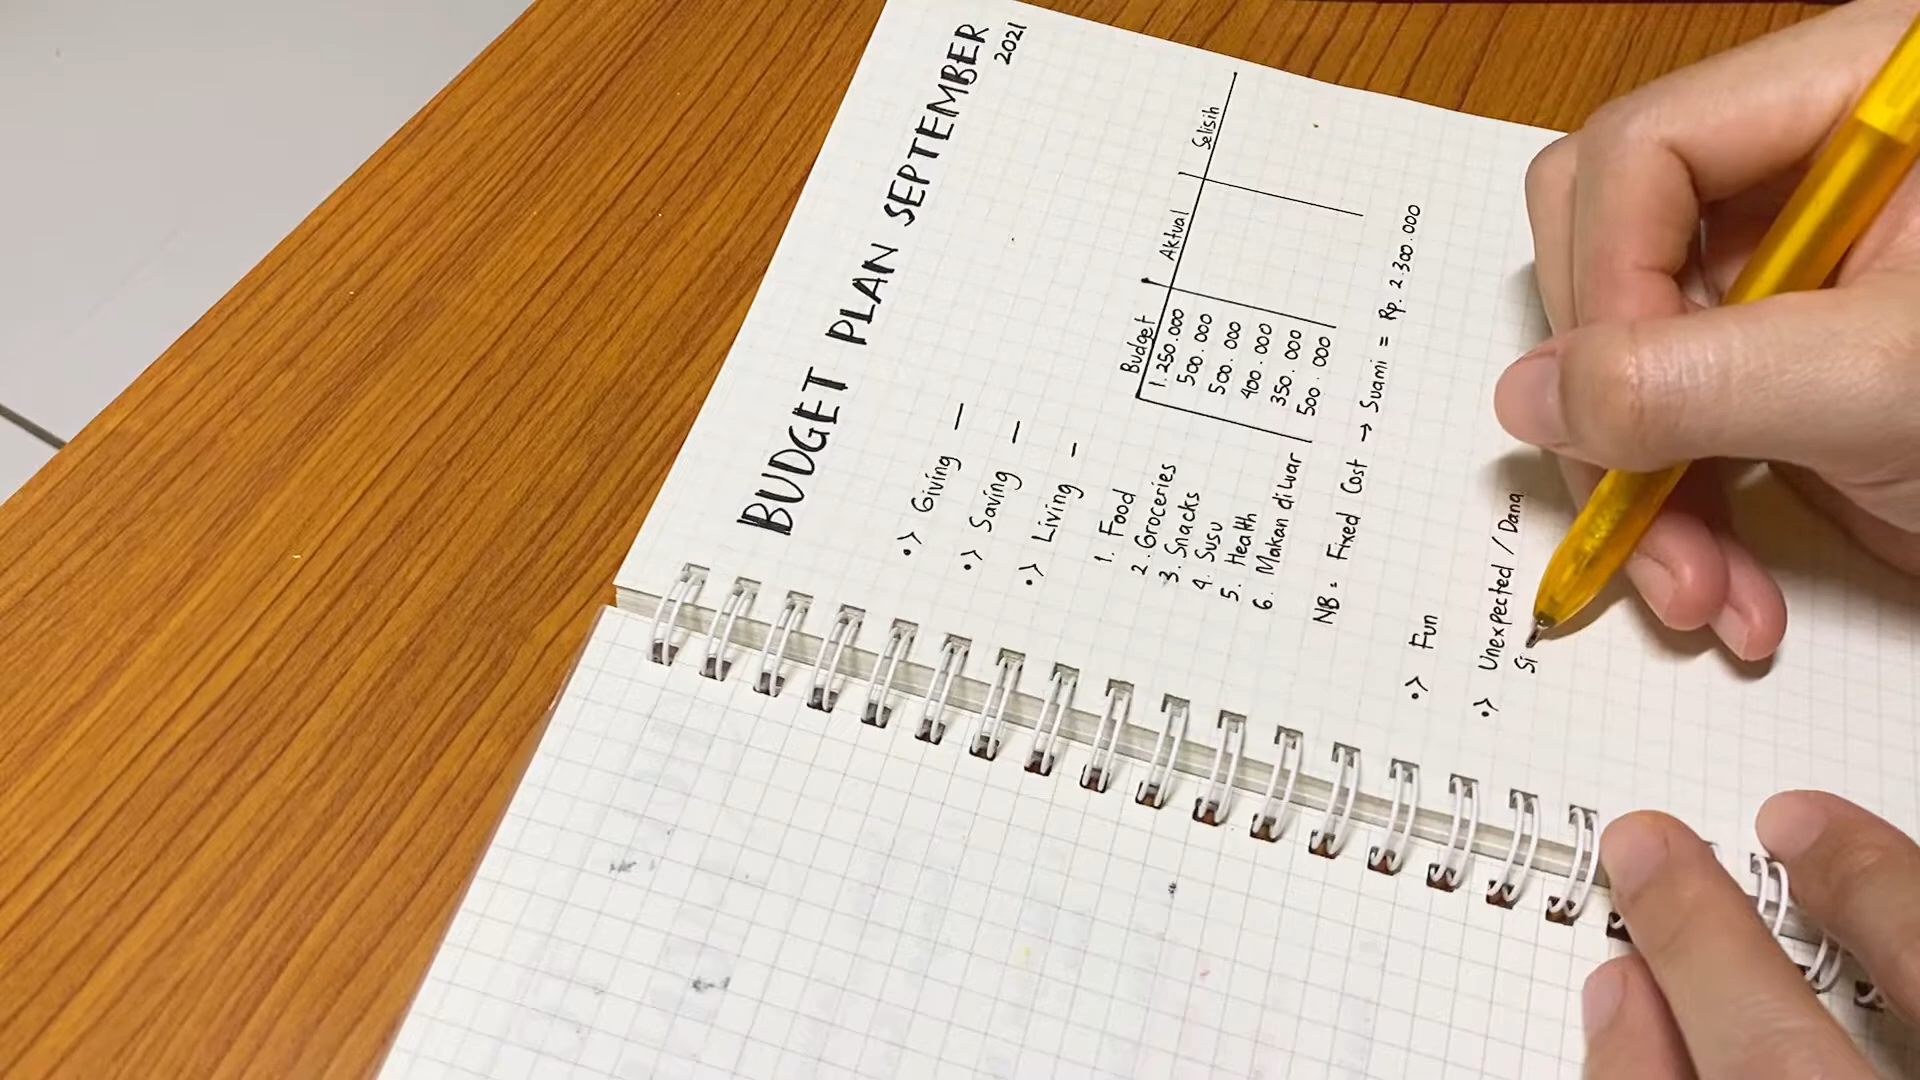 BUDGET PLAN SEPTEMBER
2021
•> Giving —
•> Saving —
•> Living -
Budget Aktual Selisih
1. Food 1.250.000
2. Groceries 500.000
3. Snacks 500.000
4. Susu 400.000
5. Health 350.000
6. Makan diluar 500.000
NB: Fixed Cost → Suami = Rp. 2.300.000
•> Fun
•> Unexpected / Dana
Si